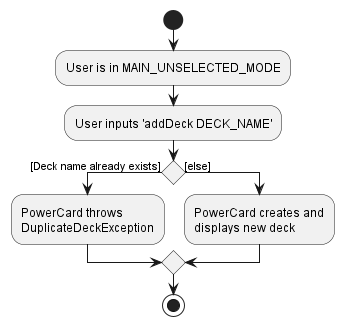 User is in MAIN_UNSELECTED_MODE
User inputs 'addDeck DECK_NAME'
[Deck name already exists]
[else]
PowerCard throws
DuplicateDeckException
PowerCard creates and
displays new deck